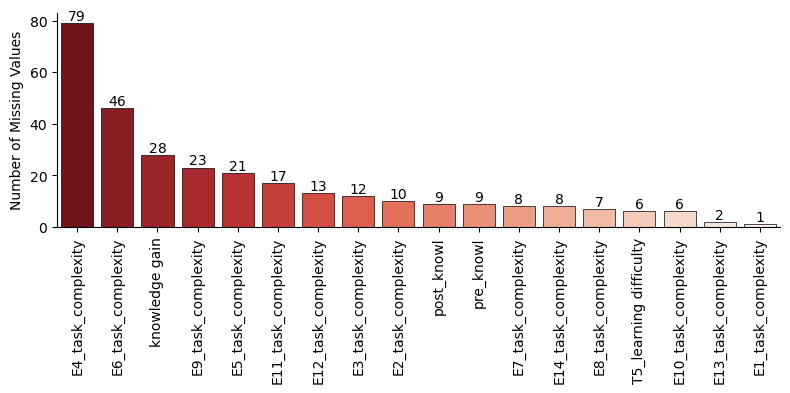 Number of Missing Values
80
60
40
20
0
79
46
28
23
21
17
13
12
10
9
9
8
8
7
6
6
2
1
E4_task_complexity
E6_task_complexity
knowledge gain
E9_task_complexity
E5_task_complexity
E11_task_complexity
E12_task_complexity
E3_task_complexity
E2_task_complexity
post_knowl
pre_knowl
E7_task_complexity
E14_task_complexity
E8_task_complexity
T5_learning difficulty
E10_task_complexity
E13_task_complexity
E1_task_complexity